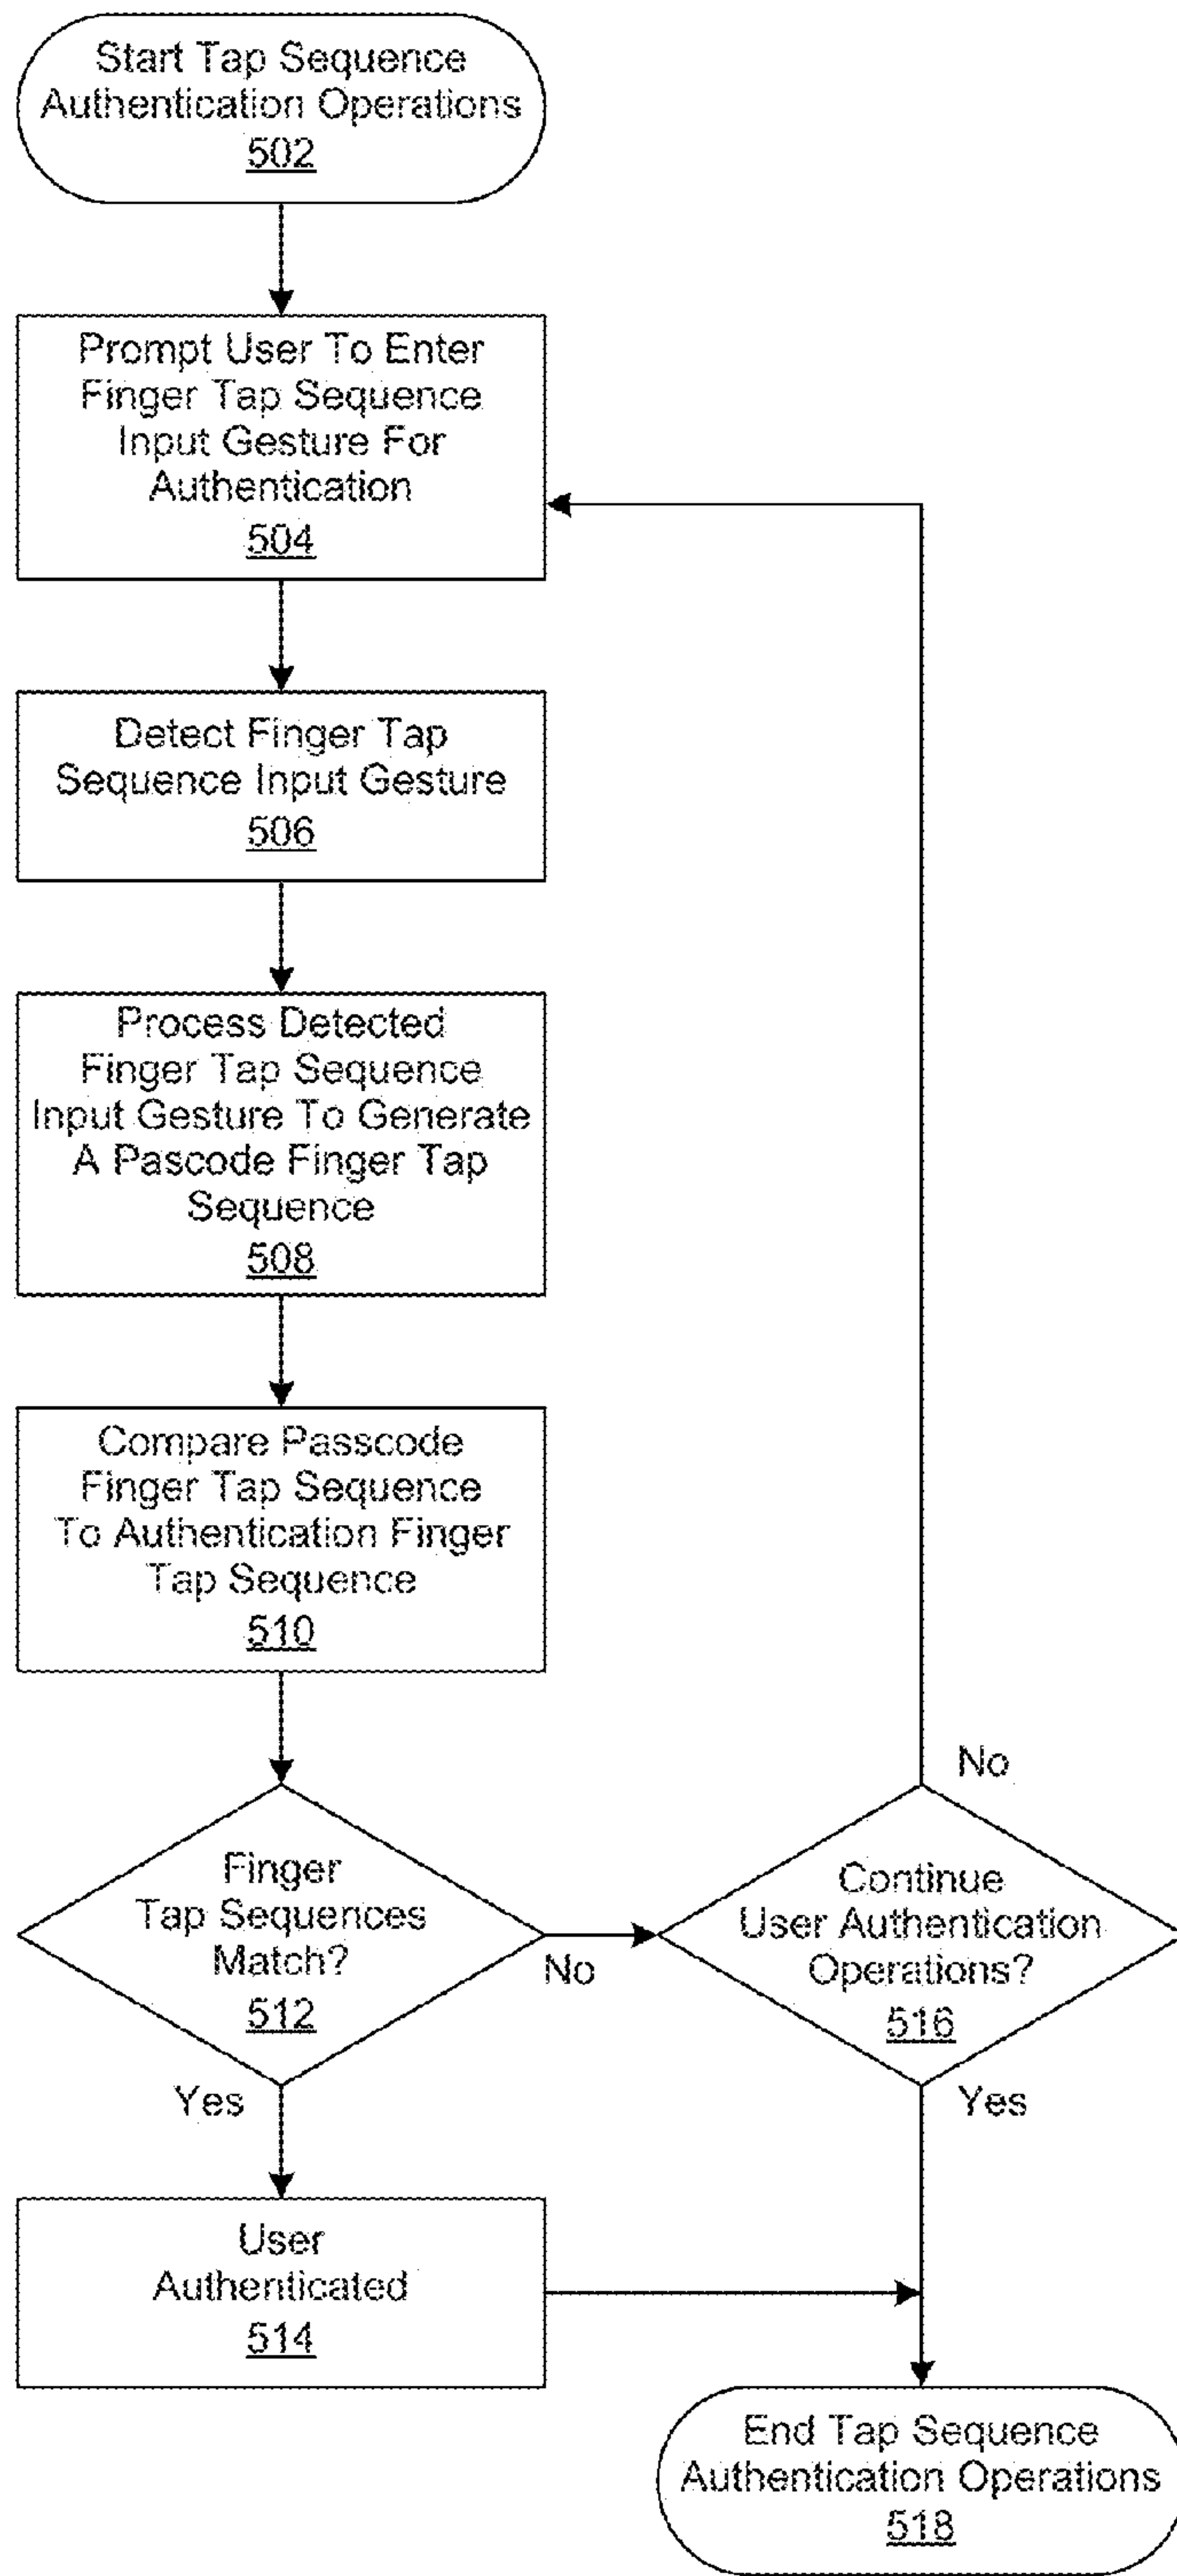 Start Tap Sequence
Authentication Operations
502
Prompt User To Enter
Finger Tap Sequence
Input Gesture For
Authentication
504
Detect Finger Tap
Sequence Input Gesture
506
Process Detected
Finger Tap Sequence
Input Gesture To Generate
A Pascode Finger Tap
Sequence
508
Compare Passcode
Finger Tap Sequence
To Authentication Finger
Tap Sequence
510
Finger
Tap Sequences
Match?
512
No
Yes
No
Continue
User Authentication
Operations?
516
Yes
User
Authenticated
514
End Tap Sequence
Authentication Operations
518